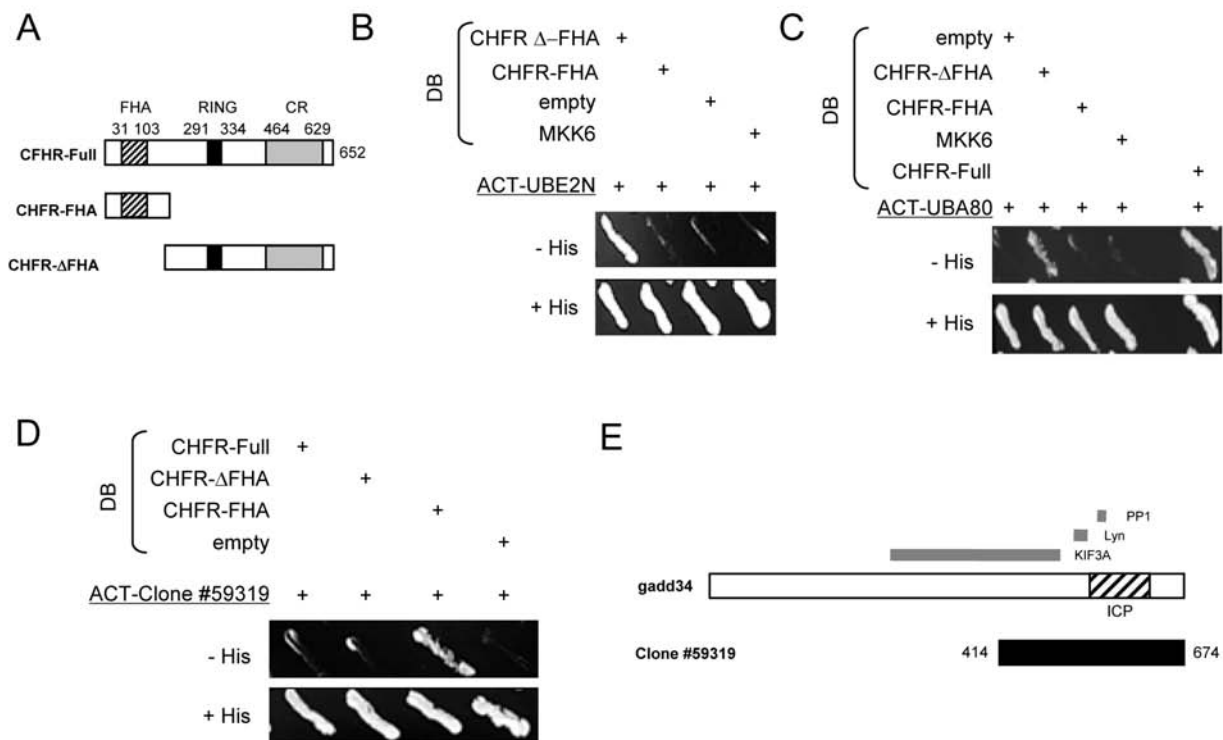 A
FHA RING CR
31 103 291 334 464 629
CFHR-Full 652
CHFR-FHA
CHFR-ΔFHA
B
DB
CHFR Δ–FHA +
CHFR-FHA +
empty +
MKK6 +
ACT-UBE2N + + + +
- His
+ His
C
DB
empty +
CHFR-ΔFHA +
CHFR-FHA +
MKK6 +
CHFR-Full +
ACT-UBA80 + + + + +
- His
+ His
D
DB
CHFR-Full +
CHFR-ΔFHA +
CHFR-FHA +
empty +
ACT-Clone #59319 + + + +
- His
+ His
E
PP1
Lyn
KIF3A
gadd34
ICP
Clone #59319 414 674